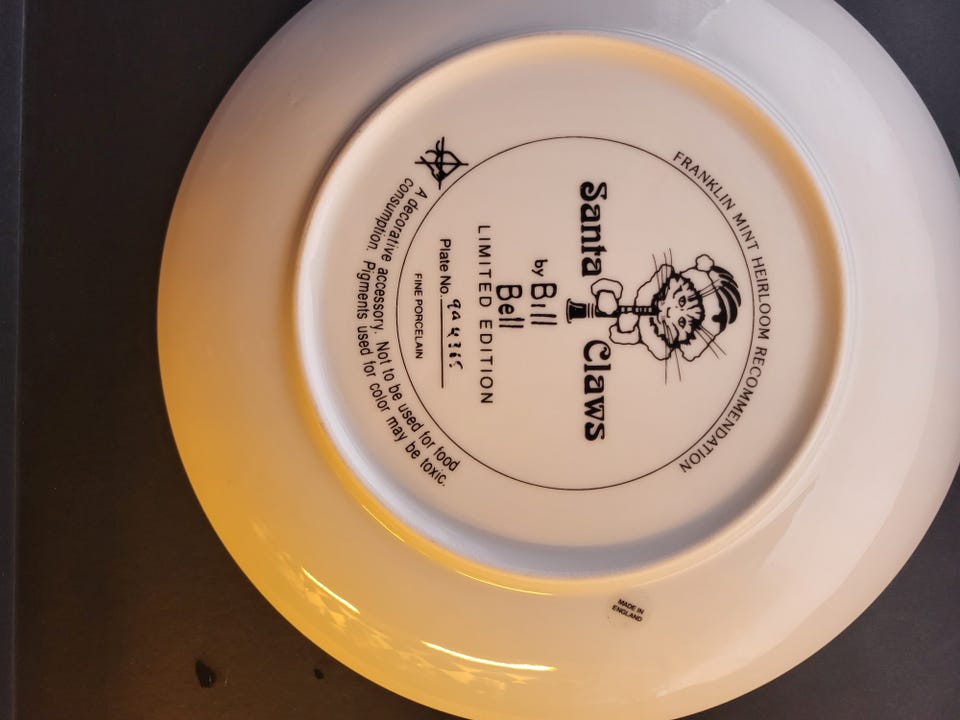 FRANKLIN MINT HEIRLOOM RECOMMENDATION
Santa Claws
by Bill
Bell
LIMITED EDITION
Plate No.
FINE PORCELAIN
A decorative accessory. Not to be used for food
consumption. Pigments used for color may be toxic.
MADE IN
ENGLAND